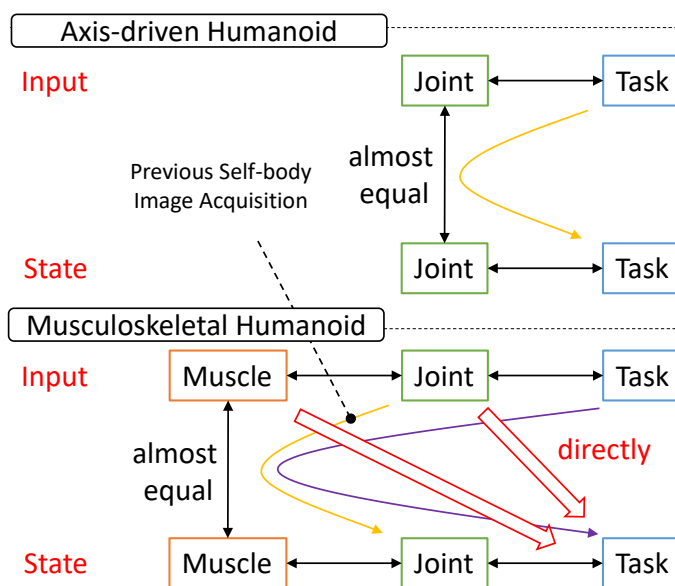 Axis-driven Humanoid
Input
Joint
Task
Previous Self-body
Image Acquisition
almost
equal
State
Joint
Task
Musculoskeletal Humanoid
Input
Muscle
Joint
Task
almost
equal
directly
State
Muscle
Joint
Task